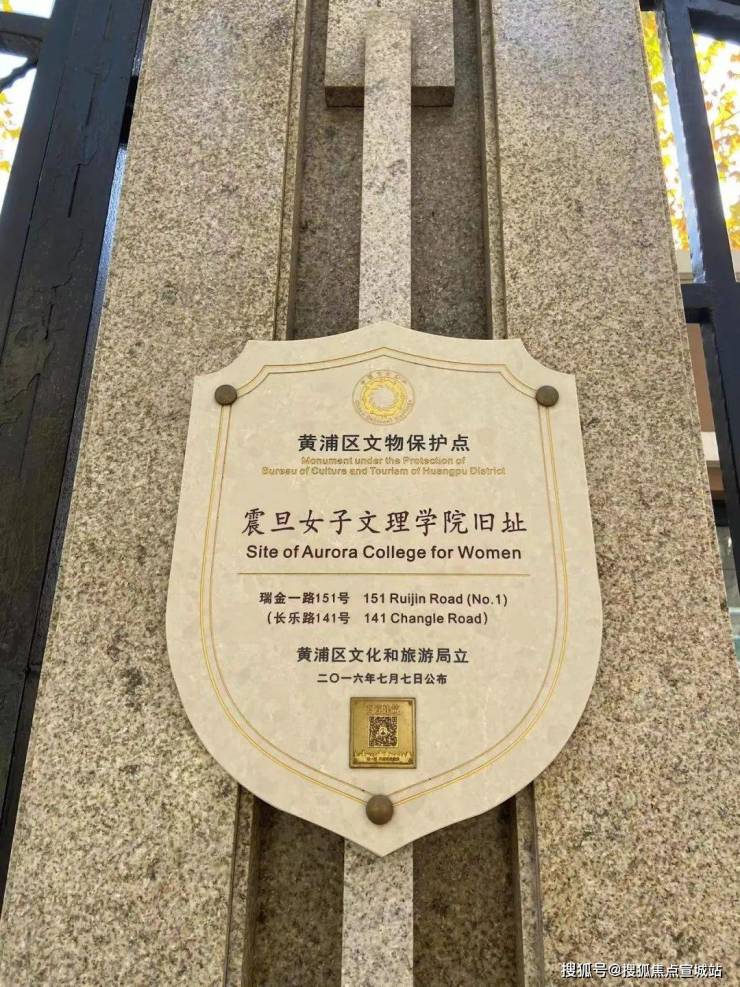 黄浦区文物保护点
Monument under the Protection of
Bureau of Culture and Tourism of Huangpu District
震旦女子文理学院旧址
Site of Aurora College for Women
瑞金一路151号 151 Ruijin Road (No.1)
(长乐路141号 141 Changle Road)
黄浦区文化和旅游局立
二〇一六年七月七日公布
搜狐号@搜狐焦点宣城站